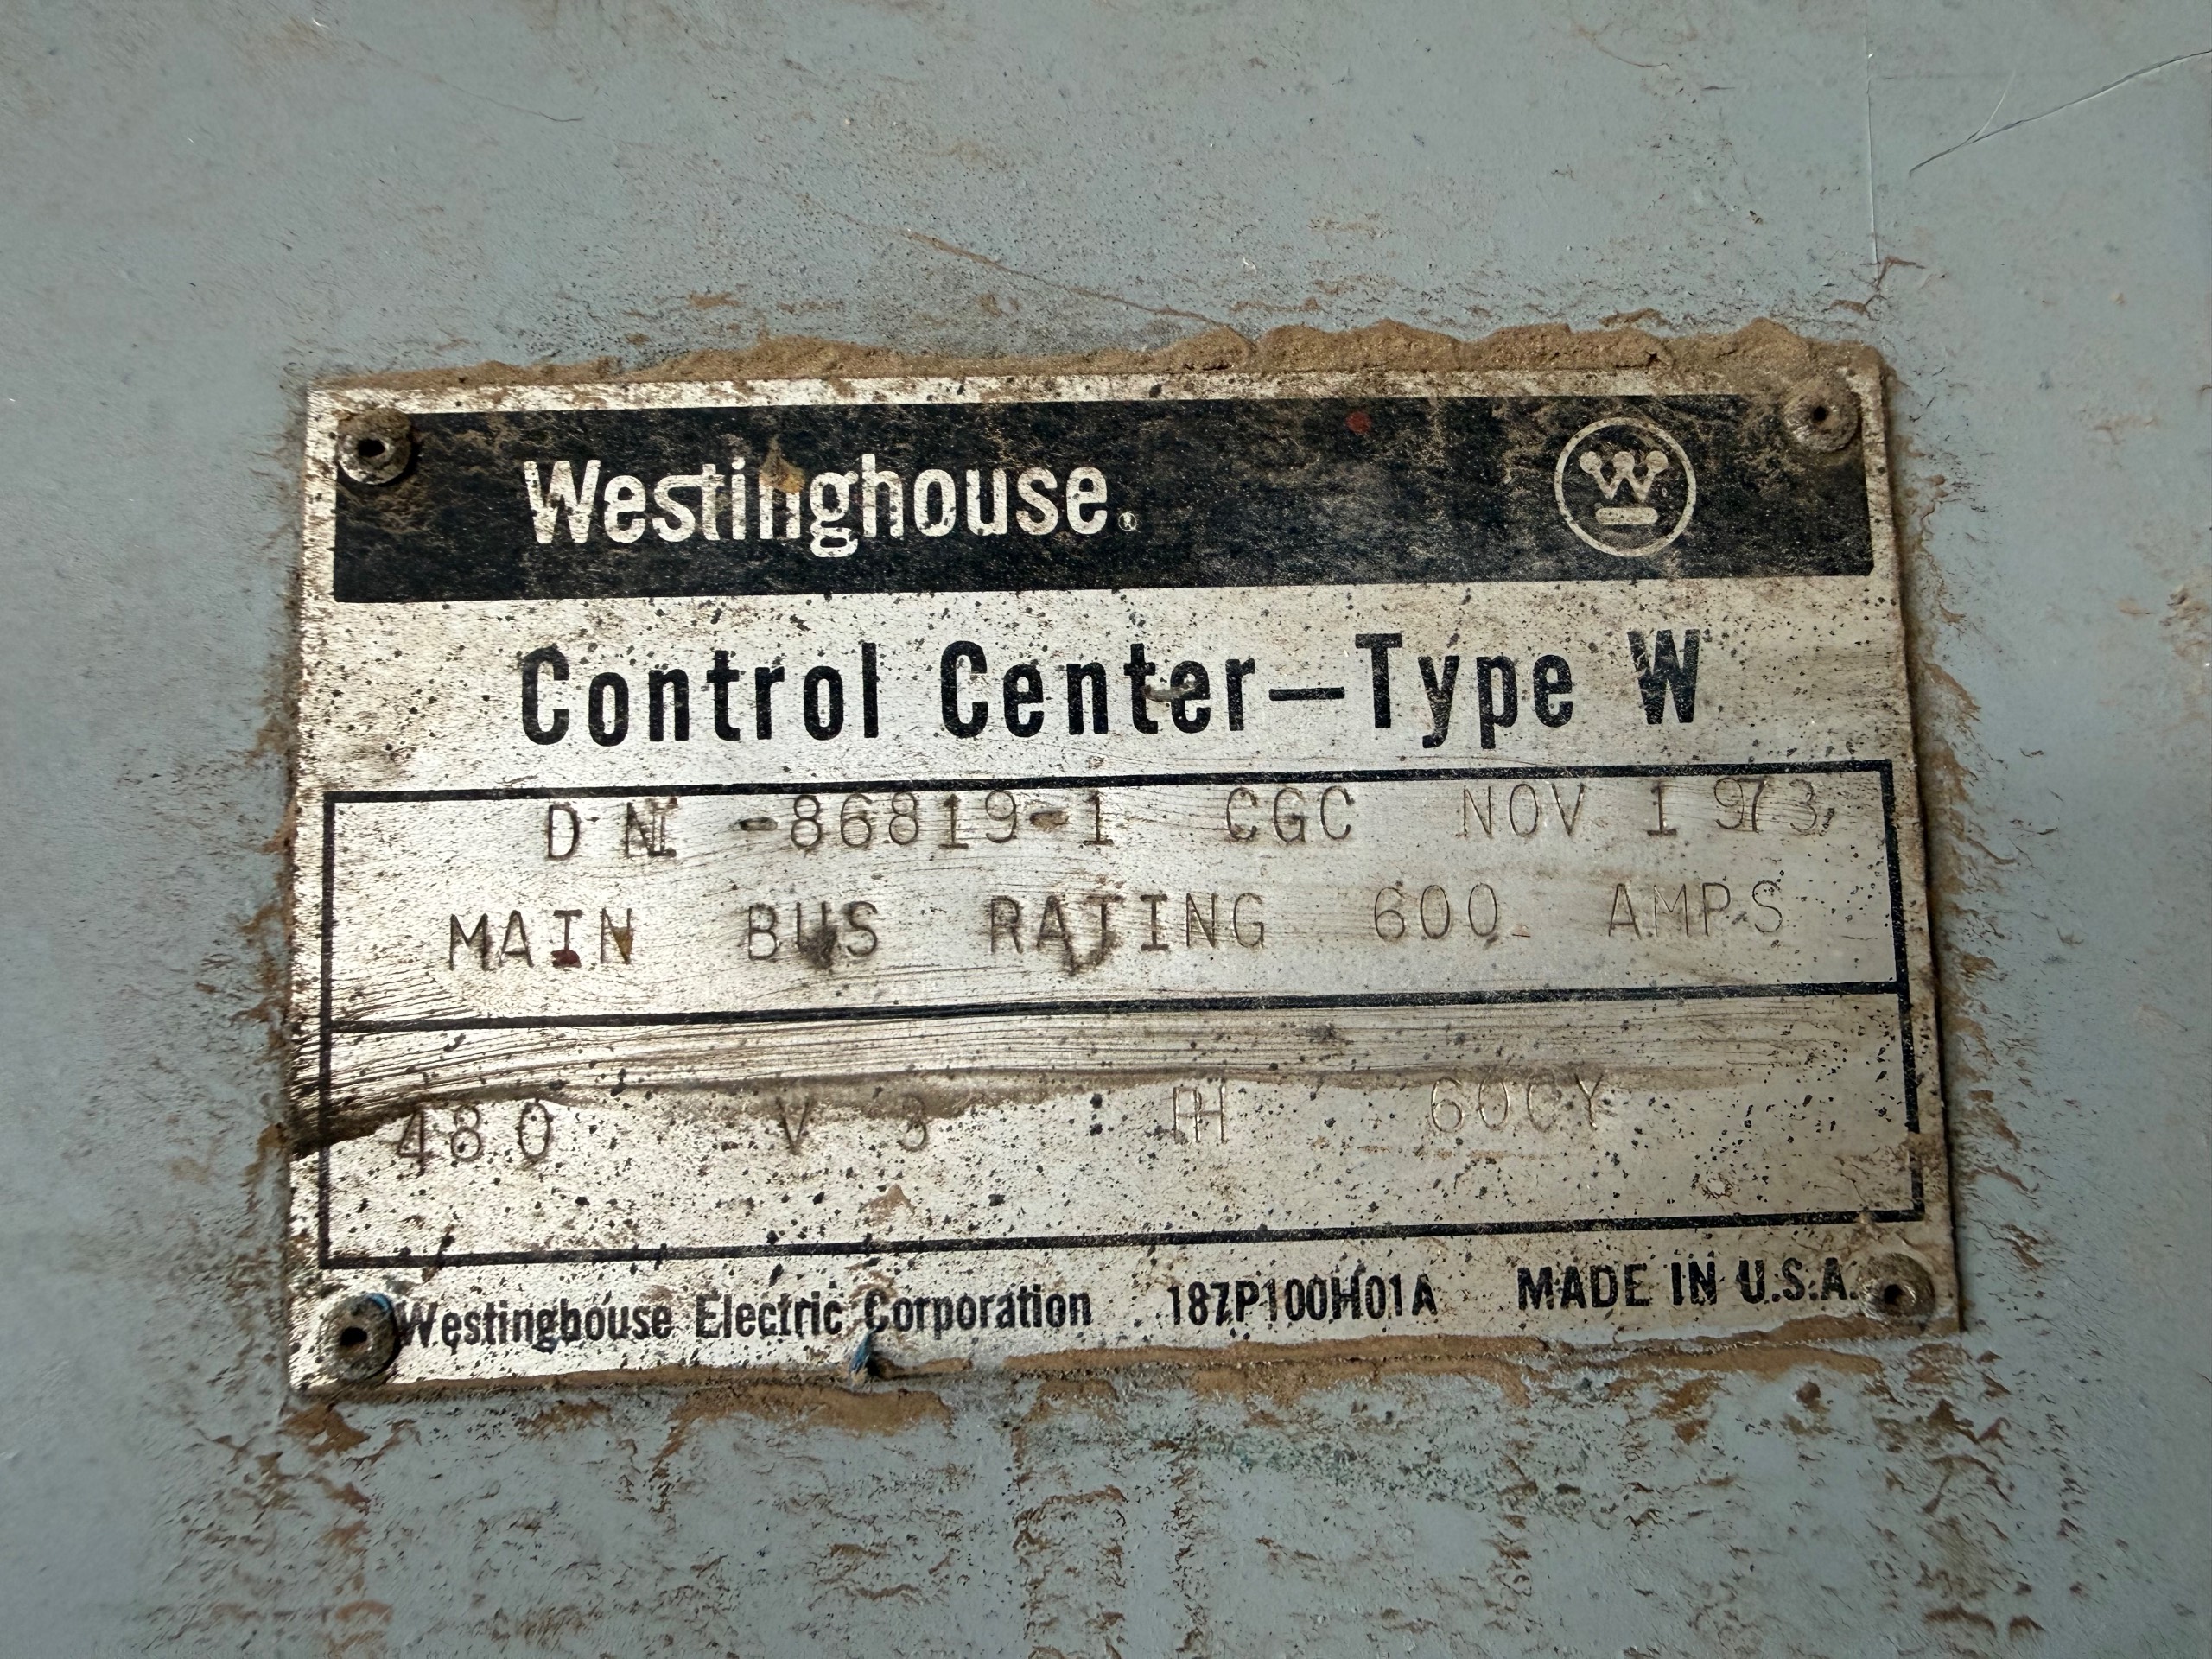 Westinghouse.
Control Center—Type W
-86819-1 CGC NOV 1973
MAIN BUS RATING 600 AMPS
480 V 3 PH 60CY
Westinghouse Electric Corporation 187P100H01A MADE IN U.S.A.